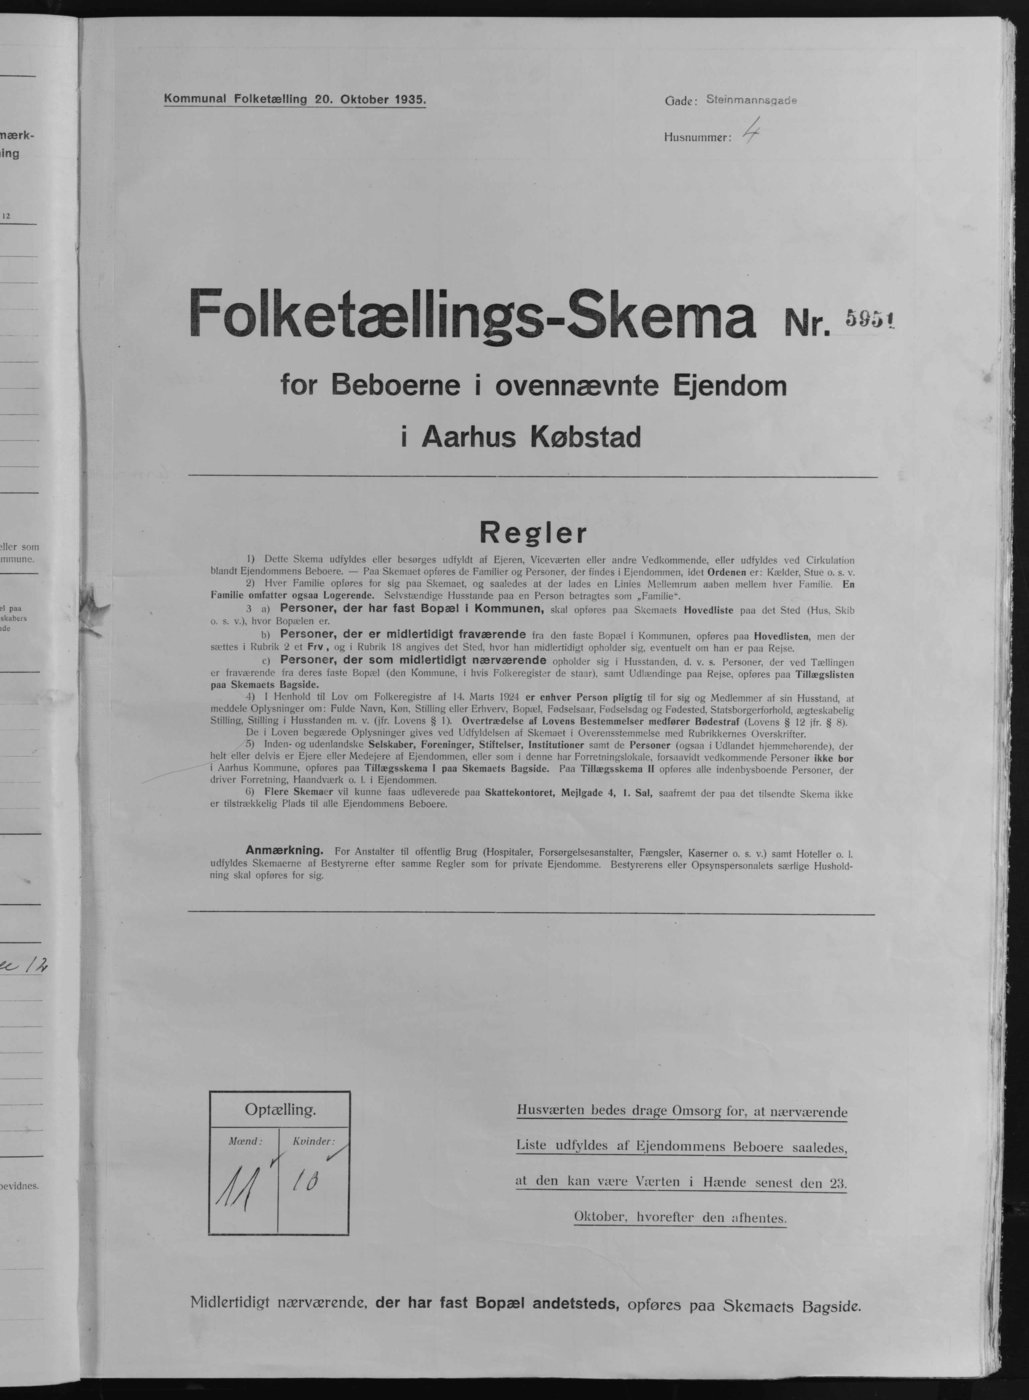 mærk-
ing
12
eller som
mmune.
el paa
skabers
ade
12
bevidnes.
Kommunal Folketælling 20. Oktober 1935.
Gade: Steinmannsgade
Husnummer: 4
Folketællings-Skema Nr. 5951
for Beboerne i ovennævnte Ejendom
i Aarhus Købstad
Regler
1) Dette Skema udfyldes eller besørges udfyldt af Ejeren, Viceværten eller andre Vedkommende, eller udfyldes ved Cirkulation
blandt Ejendommens Beboere. — Paa Skemaet opføres de Familier og Personer, der findes i Ejendommen, idet Ordenen er: Kælder, Stue o. s. v.
2) Hver Familie opføres for sig paa Skemaet, og saaledes at der lades en Linies Mellemrum aaben mellem hver Familie. En
Familie omfatter ogsaa Logerende. Selvstændige Husstande paa en Person betragtes som „Familie“.
3 a) Personer, der har fast Bopæl i Kommunen, skal opføres paa Skemaets Hovedliste paa det Sted (Hus, Skib
o. s. v.), hvor Bopælen er.
b) Personer, der er midlertidigt fraværende fra den faste Bopæl i Kommunen, opføres paa Hovedlisten, men der
sættes i Rubrik 2 et Frv., og i Rubrik 18 angives det Sted, hvor han midlertidigt opholder sig, eventuelt om han er paa Rejse.
c) Personer, der som midlertidigt nærværende opholder sig i Husstanden, d. v. s. Personer, der ved Tællingen
er fraværende fra deres faste Bopæl (den Kommune, i hvis Folkeregister de staar), samt Udlændinge paa Rejse, opføres paa Tillægslisten
paa Skemaets Bagside.
4) I Henhold til Lov om Folkeregistre af 14. Marts 1924 er enhver Person pligtig til for sig og Medlemmer af sin Husstand, at
meddele Oplysninger om: Fulde Navn, Køn, Stilling eller Erhverv, Bopæl, Fødselsaar, Fødselsdag og Fødested, Statsborgerforhold, ægteskabelig
Stilling, Stilling i Husstanden m. v. (jfr. Lovens § 1). Overtrædelse af Lovens Bestemmelser medfører Bødestraf (Lovens § 12 jfr. § 8).
De i Loven begærede Oplysninger gives ved Udfyldelsen af Skemaet i Overensstemmelse med Rubrikkernes Overskrifter.
5) Inden- og udenlandske Selskaber, Foreninger, Stiftelser, Institutioner samt de Personer (ogsaa i Udlandet hjemmehørende), der
helt eller delvis er Ejere eller Medejere af Ejendommen, eller som i denne har Forretningslokale, forsaavidt vedkommende Personer ikke bor
i Aarhus Kommune, opføres paa Tillægsskema I paa Skemaets Bagside. Paa Tillægsskema II opføres alle indenbysboende Personer, der
driver Forretning, Haandværk o. l. i Ejendommen.
6) Flere Skemaer vil kunne faas udleverede paa Skattekontoret, Mejlgade 4, 1. Sal, saafremt der paa det tilsendte Skema ikke
er tilstrækkelig Plads til alle Ejendommens Beboere.
Anmærkning. For Anstalter til offentlig Brug (Hospitaler, Forsørgelsesanstalter, Fængsler, Kaserner o. s. v.) samt Hoteller o. l.
udfyldes Skemaerne af Bestyrerne efter samme Regler som for private Ejendomme. Bestyrerens eller Opsynspersonalets særlige Hushold-
ning skal opføres for sig.
Optælling.
Mænd: Kvinder:
11 10
Husværten bedes drage Omsorg for, at nærværende
Liste udfyldes af Ejendommens Beboere saaledes,
at den kan være Værten i Hænde senest den 23.
Oktober, hvorefter den afhentes.
Midlertidigt nærværende, der har fast Bopæl andetsteds, opføres paa Skemaets Bagside.